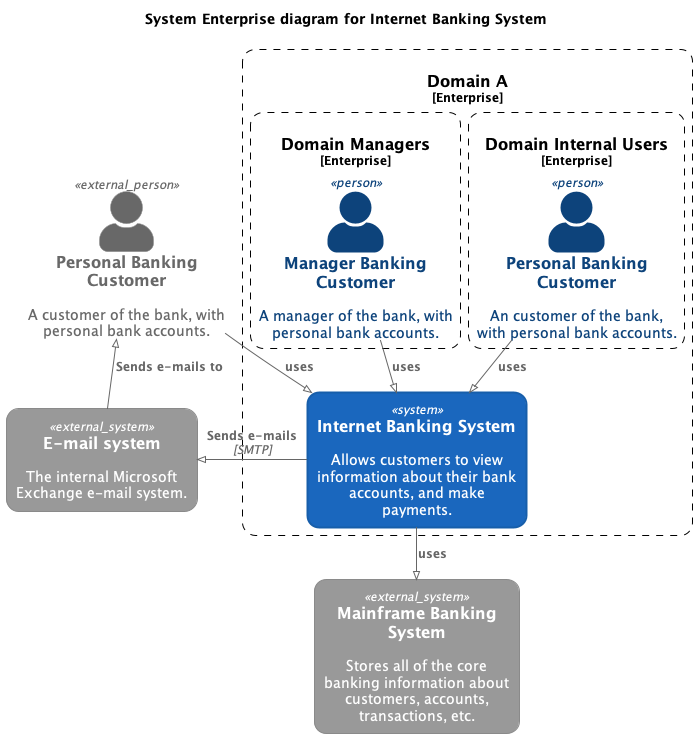 System Enterprise diagram for Internet Banking System
Domain A
[Enterprise]
Domain Managers
[Enterprise]
Domain Internal Users
[Enterprise]
«external_person»
Personal Banking
Customer
A customer of the bank, with
personal bank accounts.
«person»
Manager Banking
Customer
A manager of the bank, with
personal bank accounts.
«person»
Personal Banking
Customer
An customer of the bank,
with personal bank accounts.
Sends e-mails to
uses
uses
uses
«external_system»
E-mail system
The internal Microsoft
Exchange e-mail system.
Sends e-mails
[SMTP]
«system»
Internet Banking System
Allows customers to view
information about their bank
accounts, and make
payments.
uses
«external_system»
Mainframe Banking
System
Stores all of the core
banking information about
customers, accounts,
transactions, etc.